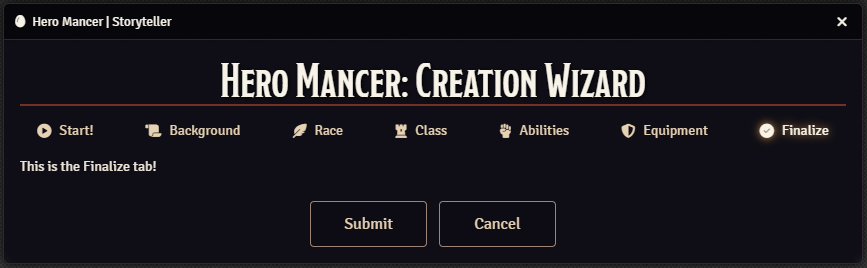 Hero Mancer | Storyteller
Hero Mancer: Creation Wizard
Start! Background Race Class Abilities Equipment Finalize
This is the Finalize tab!
Submit Cancel